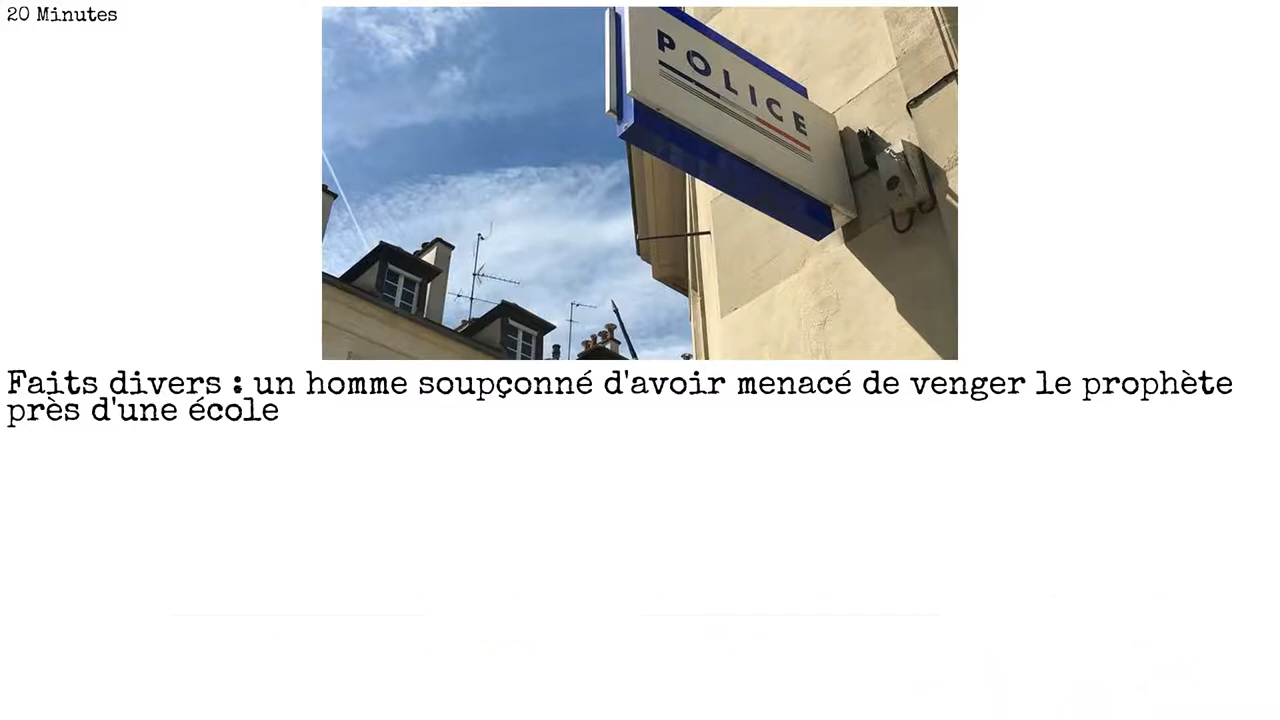 20 Minutes
POLICE
Faits divers : un homme soupçonné d'avoir menacé de venger le prophète
près d'une école